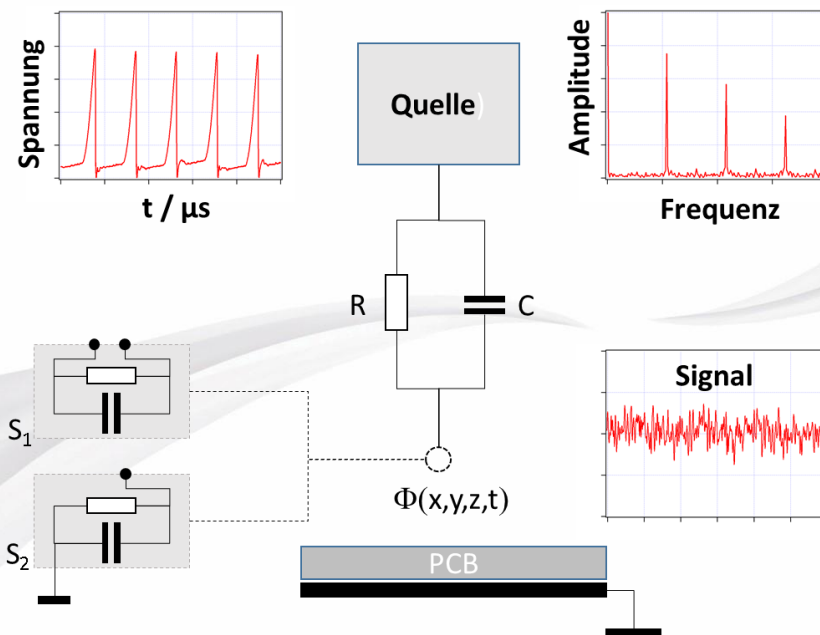 Spannung
t / µs
Quelle)
Amplitude
Frequenz
R
C
Signal
S1
Φ(x,y,z,t)
S2
PCB